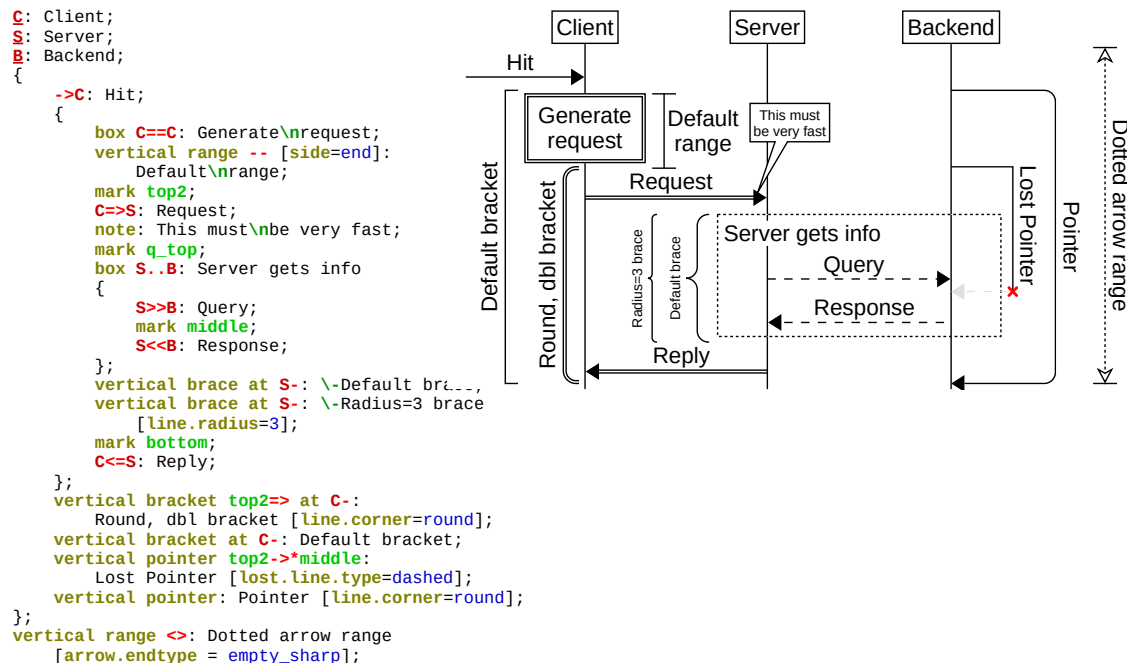 C: Client;
S: Server;
B: Backend;
{
->C: Hit;
{
box C==C: Generate\nrequest;
vertical range -- [side=end]:
Default\nrange;
mark top2;
C=>S: Request;
note: This must\nbe very fast;
mark q_top;
box S..B: Server gets info
{
S>>B: Query;
mark middle;
S<<B: Response;
};
vertical brace at S-: \-Default brace;
vertical brace at S-: \-Radius=3 brace
[line.radius=3];
mark bottom;
C<=S: Reply;
};
vertical bracket top2=> at C-:
Round, dbl bracket [line.corner=round];
vertical bracket at C-: Default bracket;
vertical pointer top2->*middle:
Lost Pointer [lost.line.type=dashed];
vertical pointer: Pointer [line.corner=round];
};
vertical range <>: Dotted arrow range
[arrow.endtype = empty_sharp];
Client
Server
Backend
Hit
Generate
request
Default
range
This must
be very fast
Request
Default bracket
Round, dbl bracket
Radius=3 brace
Default brace
Server gets info
Query
Response
Reply
Lost Pointer
Pointer
Dotted arrow range